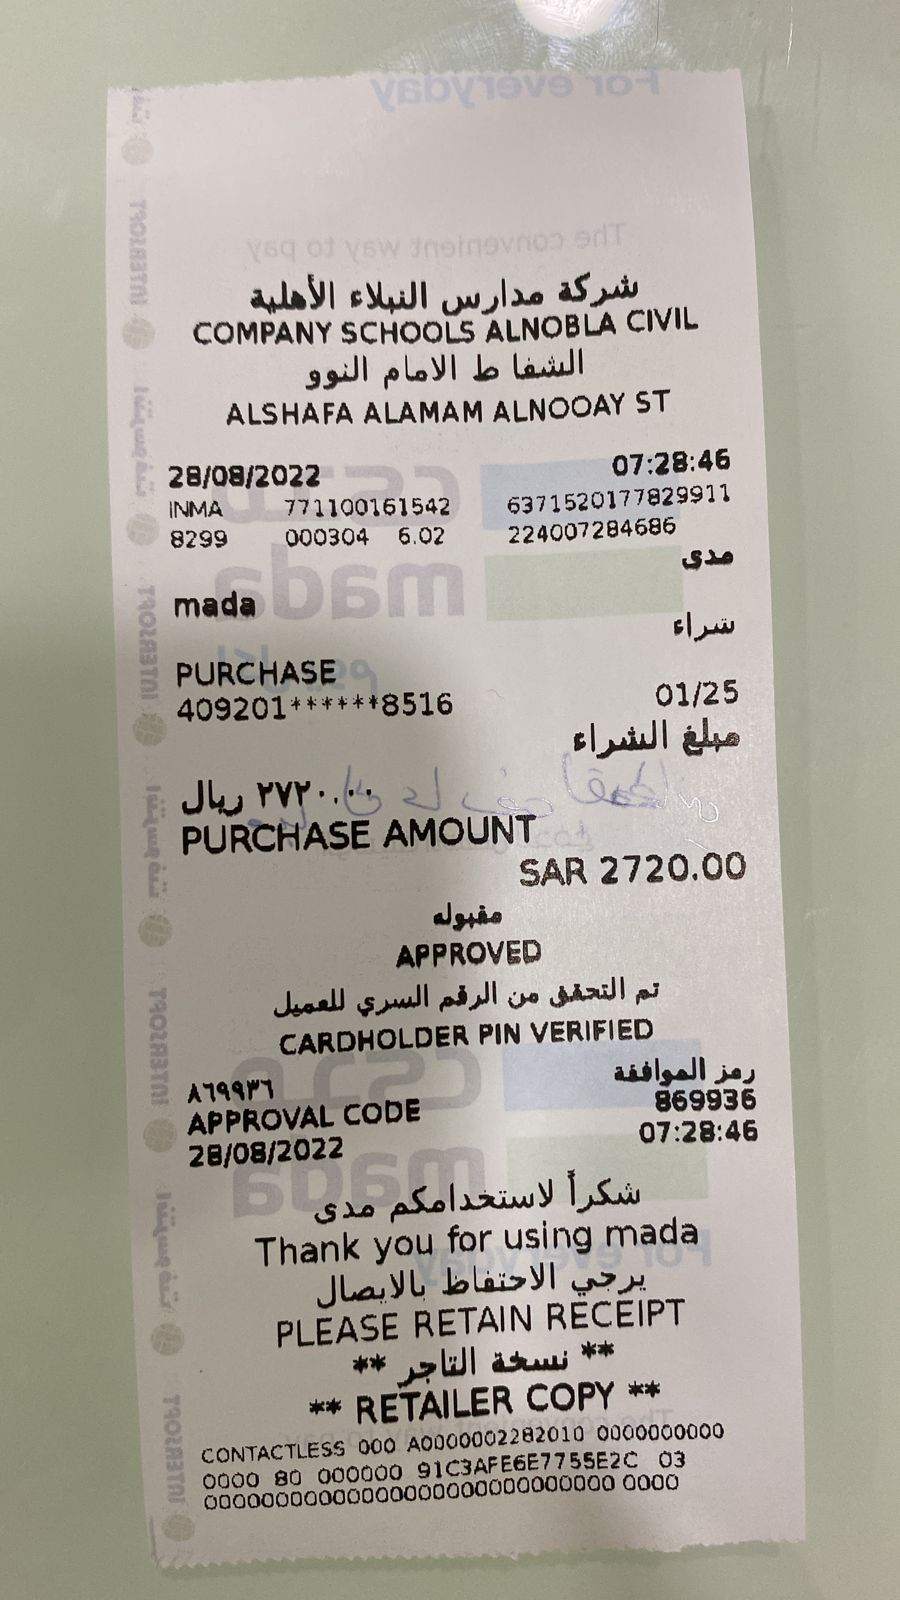 For everyday
The convenient way to pay
شركة مدارس النبلاء الأهلية
COMPANY SCHOOLS ALNOBLA CIVIL
الشفا ط الامام النوو
ALSHAFA ALAMAM ALNOOAY ST
28/08/2022 07:28:46
INMA 771100161542 6371520177829911
8299 000304 6.02 224007284686
مدى
mada
شراء
PURCHASE
409201******8516 01/25
مبلغ الشراء
٢٧٢٠.٠٠ ريال
PURCHASE AMOUNT
SAR 2720.00
مقبوله
APPROVED
تم التحقق من الرقم السري للعميل
CARDHOLDER PIN VERIFIED
رمز الموافقة
٨٦٩٩٣٦ 869936
APPROVAL CODE
28/08/2022 07:28:46
شكراً لاستخدامكم مدى
Thank you for using mada
يرجي الاحتفاظ بالايصال
PLEASE RETAIN RECEIPT
** نسخة التاجر **
** RETAILER COPY **
CONTACTLESS 000 A0000002282010 0000000000
0000 80 000000 91C3AFE6E7755E2C 03